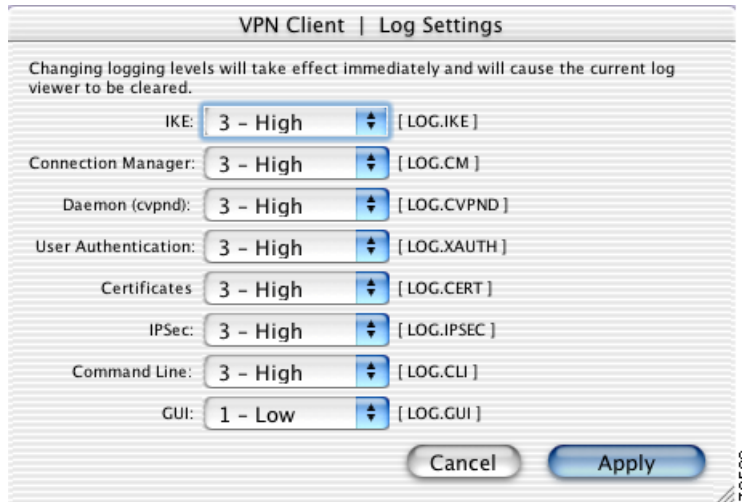 VPN Client | Log Settings
Changing logging levels will take effect immediately and will cause the current log
viewer to be cleared.
IKE: 3 – High [ LOG.IKE ]
Connection Manager: 3 – High [ LOG.CM ]
Daemon (cvpnd): 3 – High [ LOG.CVPND ]
User Authentication: 3 – High [ LOG.XAUTH ]
Certificates 3 – High [ LOG.CERT ]
IPSec: 3 – High [ LOG.IPSEC ]
Command Line: 3 – High [ LOG.CLI ]
GUI: 1 – Low [ LOG.GUI ]
Cancel Apply